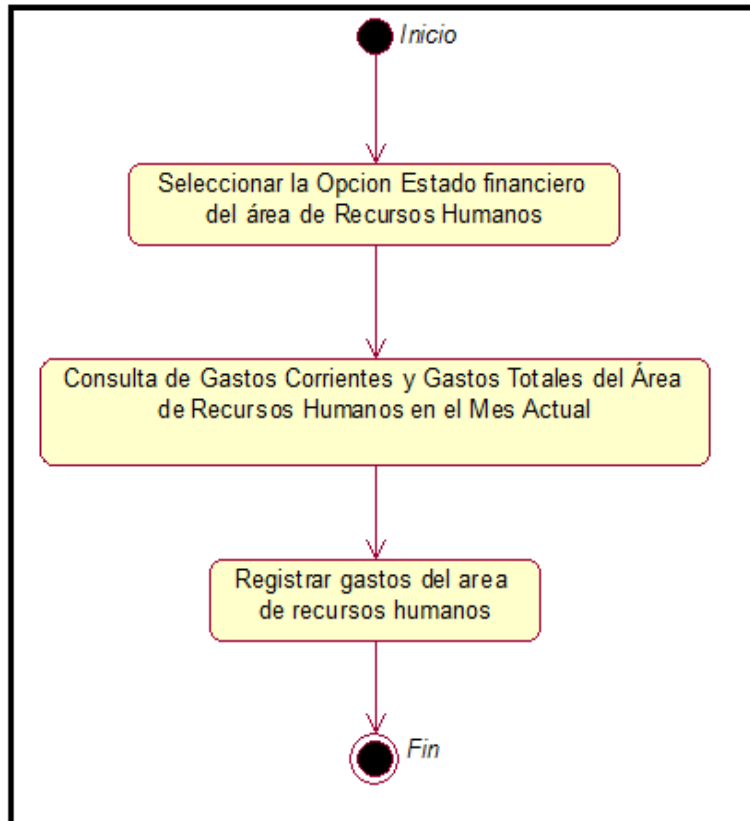 Inicio
Seleccionar la Opcion Estado financiero
del área de Recursos Humanos
Consulta de Gastos Corrientes y Gastos Totales del Área
de Recursos Humanos en el Mes Actual
Registrar gastos del area
de recursos humanos
Fin